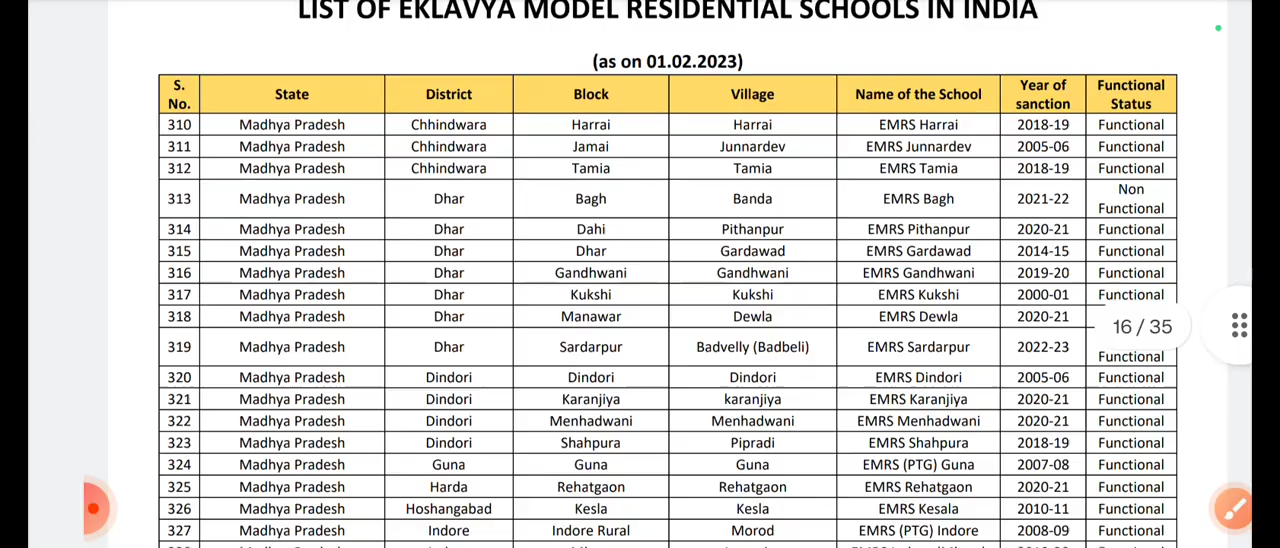 LIST OF EKLAVYA MODEL RESIDENTIAL SCHOOLS IN INDIA
(as on 01.02.2023)
S. No. State District Block Village Name of the School Year of sanction Functional Status
310 Madhya Pradesh Chhindwara Harrai Harrai EMRS Harrai 2018-19 Functional
311 Madhya Pradesh Chhindwara Jamai Junnardev EMRS Junnardev 2005-06 Functional
312 Madhya Pradesh Chhindwara Tamia Tamia EMRS Tamia 2018-19 Functional
313 Madhya Pradesh Dhar Bagh Banda EMRS Bagh 2021-22 Non Functional
314 Madhya Pradesh Dhar Dahi Pithanpur EMRS Pithanpur 2020-21 Functional
315 Madhya Pradesh Dhar Dhar Gardawad EMRS Gardawad 2014-15 Functional
316 Madhya Pradesh Dhar Gandhwani Gandhwani EMRS Gandhwani 2019-20 Functional
317 Madhya Pradesh Dhar Kukshi Kukshi EMRS Kukshi 2000-01 Functional
318 Madhya Pradesh Dhar Manawar Dewla EMRS Dewla 2020-21
16 / 35
319 Madhya Pradesh Dhar Sardarpur Badvelly (Badbeli) EMRS Sardarpur 2022-23 Functional
320 Madhya Pradesh Dindori Dindori Dindori EMRS Dindori 2005-06 Functional
321 Madhya Pradesh Dindori Karanjiya karanjiya EMRS Karanjiya 2020-21 Functional
322 Madhya Pradesh Dindori Menhadwani Menhadwani EMRS Menhadwani 2020-21 Functional
323 Madhya Pradesh Dindori Shahpura Pipradi EMRS Shahpura 2018-19 Functional
324 Madhya Pradesh Guna Guna Guna EMRS (PTG) Guna 2007-08 Functional
325 Madhya Pradesh Harda Rehatgaon Rehatgaon EMRS Rehatgaon 2020-21 Functional
326 Madhya Pradesh Hoshangabad Kesla Kesla EMRS Kesala 2010-11 Functional
327 Madhya Pradesh Indore Indore Rural Morod EMRS (PTG) Indore 2008-09 Functional